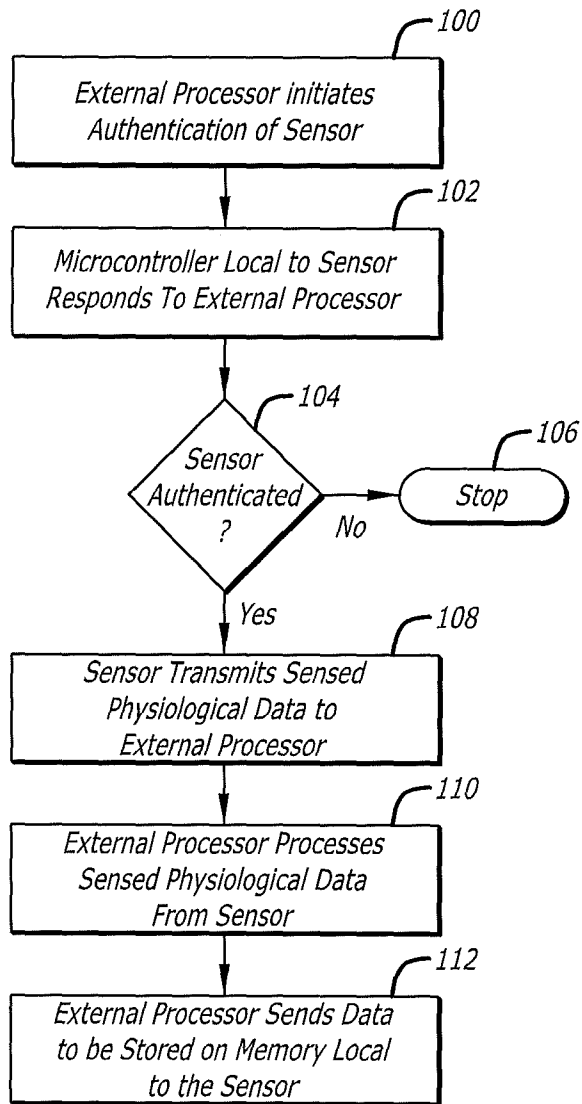 100
External Processor initiates
Authentication of Sensor
102
Microcontroller Local to Sensor
Responds To External Processor
104
Sensor
Authenticated
?
106
Stop
No
Yes
108
Sensor Transmits Sensed
Physiological Data to
External Processor
110
External Processor Processes
Sensed Physiological Data
From Sensor
112
External Processor Sends Data
to be Stored on Memory Local
to the Sensor